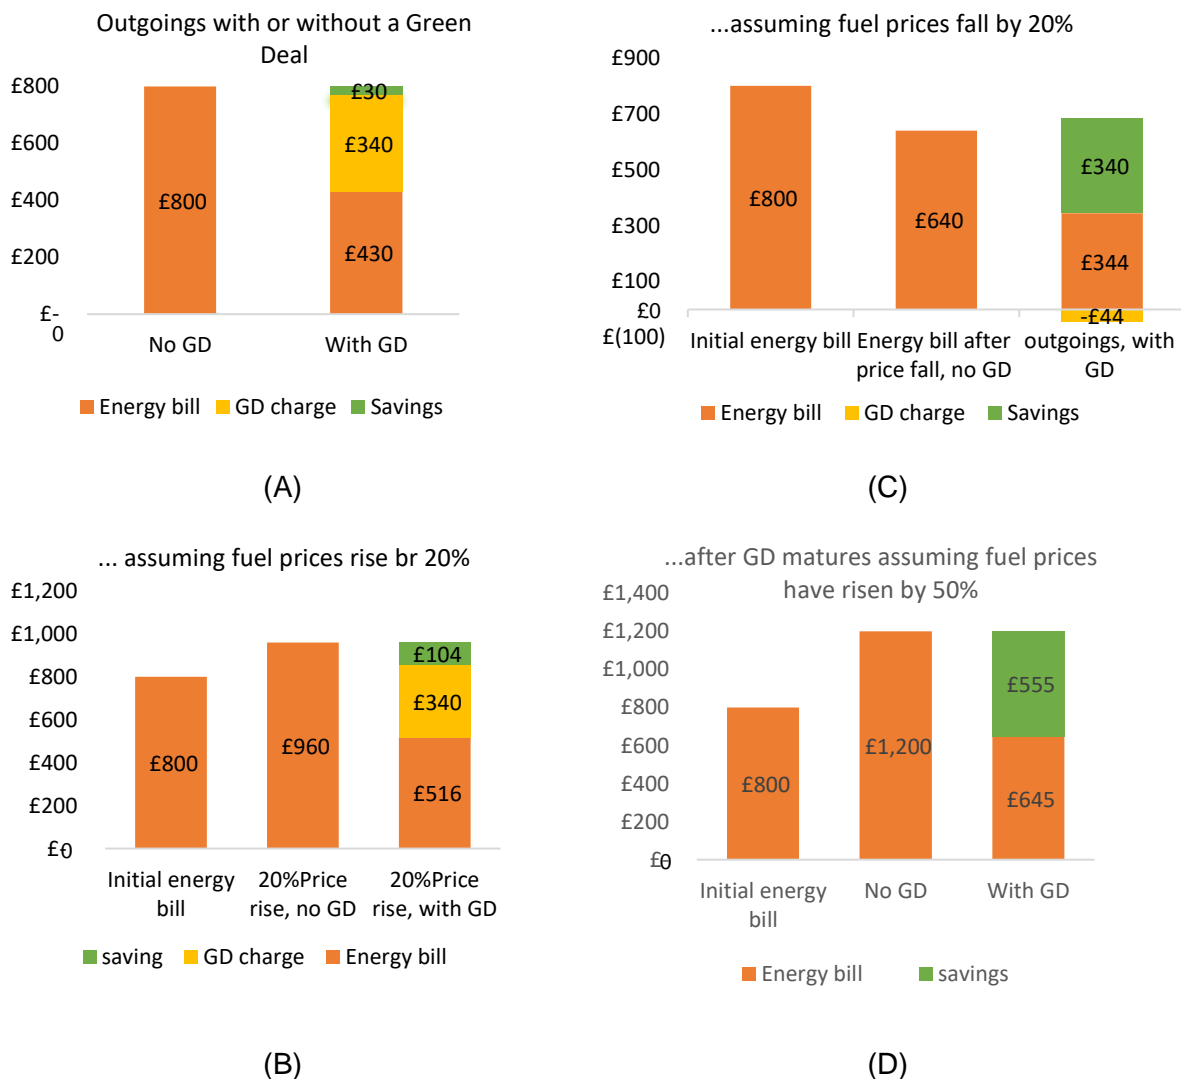 Outgoings with or without a Green
Deal
£800
£600
£400
£200
£-
0
£800
£30
£340
£430
No GD
With GD
Energy bill
GD charge
Savings
(A)
...assuming fuel prices fall by 20%
£900
£700
£500
£300
£100
£0
£(100)
£800
£640
£340
£344
-£44
Initial energy bill
Energy bill after
price fall, no GD
outgoings, with
GD
Energy bill
GD charge
Savings
(C)
... assuming fuel prices rise br 20%
£1,200
£1,000
£800
£600
£400
£200
£-
0
£800
£960
£104
£340
£516
Initial energy
bill
20%Price
rise, no GD
20%Price
rise, with GD
saving
GD charge
Energy bill
(B)
...after GD matures assuming fuel prices
have risen by 50%
£1,400
£1,200
£1,000
£800
£600
£400
£200
£-
0
£800
£1,200
£555
£645
Initial energy
bill
No GD
With GD
Energy bill
savings
(D)